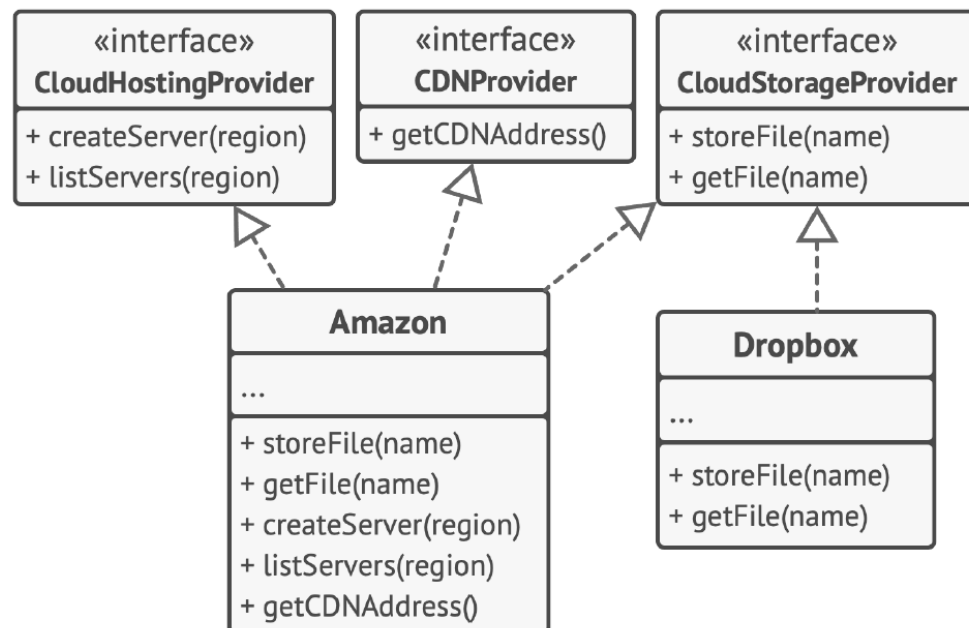 «interface»
CloudHostingProvider
+ createServer(region)
+ listServers(region)
«interface»
CDNProvider
+ getCDNAddress()
«interface»
CloudStorageProvider
+ storeFile(name)
+ getFile(name)
Amazon
...
+ storeFile(name)
+ getFile(name)
+ createServer(region)
+ listServers(region)
+ getCDNAddress()
Dropbox
...
+ storeFile(name)
+ getFile(name)